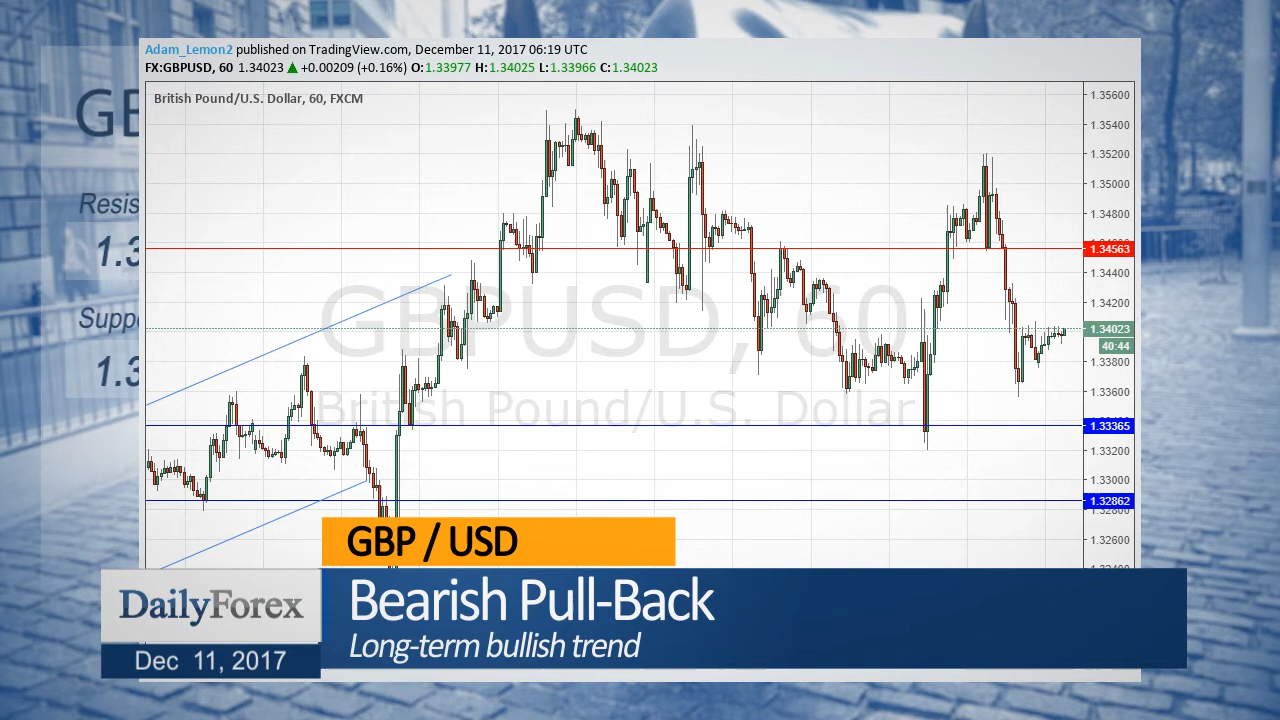 Adam_Lemon2 published on TradingView.com, December 11, 2017 06:19 UTC
FX:GBPUSD, 60 1.34023 ▲ +0.00209 (+0.16%) O:1.33977 H:1.34025 L:1.33966 C:1.34023
British Pound/U.S. Dollar, 60, FXCM
1.35600
1.35400
1.35200
1.35000
1.34800
1.34563
1.34400
1.34200
1.34023
40:44
1.33800
1.33600
1.33365
1.33200
1.33000
1.32862
1.32800
1.32600
GBPUSD, 60
British Pound/U.S. Dollar
GB
Resis
1.3
Suppo
1.3
GBP / USD
Bearish Pull-Back
Long-term bullish trend
DailyForex
Dec 11, 2017